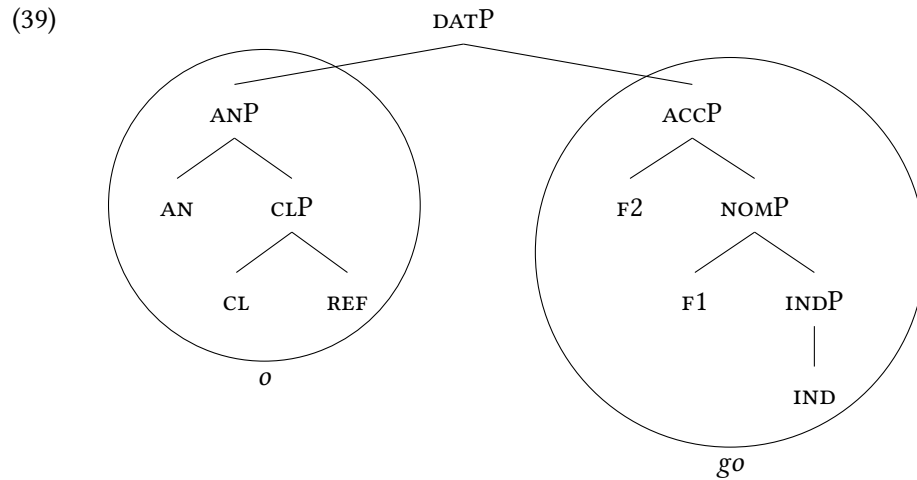 (39) DATP
ANP ACCP
AN CLP F2 NOMP
CL REF F1 INDP
o IND
go